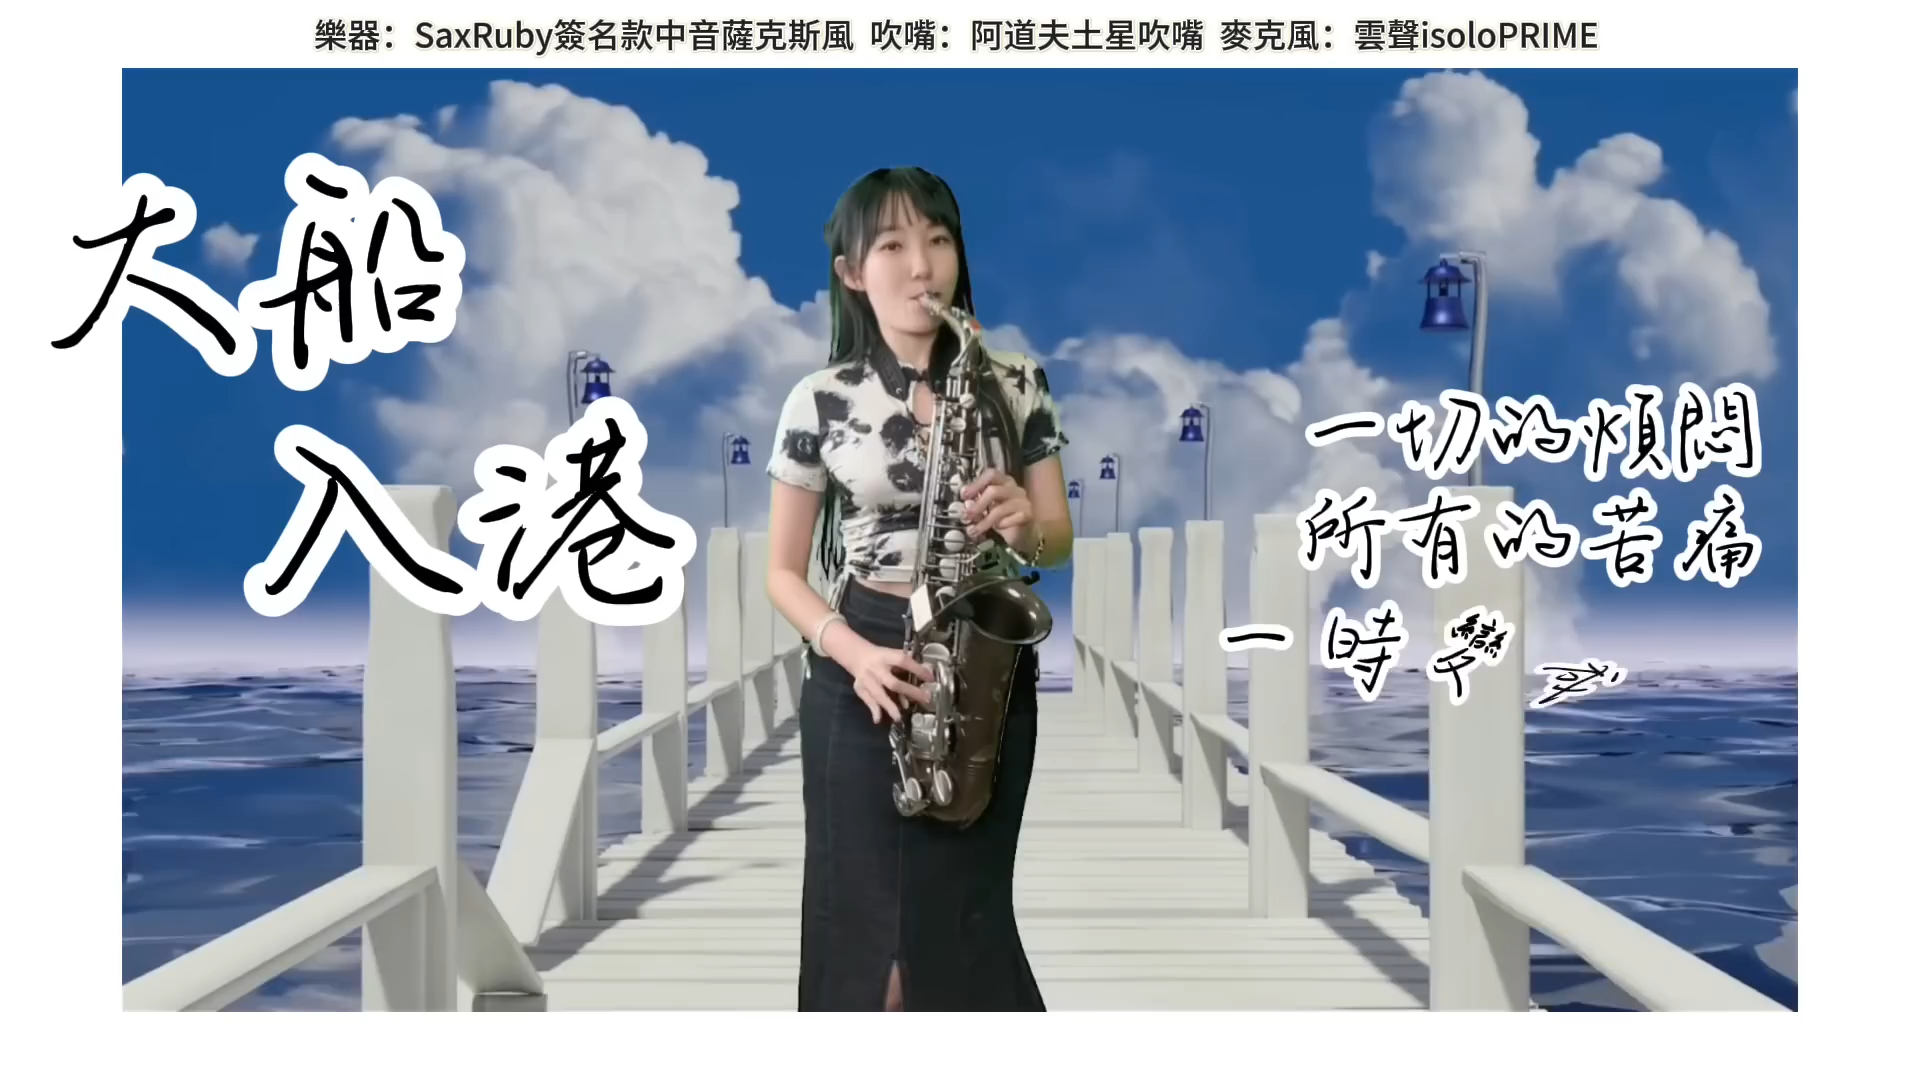 樂器：SaxRuby簽名款中音薩克斯風 吹嘴：阿道夫土星吹嘴 麥克風：雲聲isoloPRIME
大船
入港
一切的煩悶
所有的苦痛
一時變